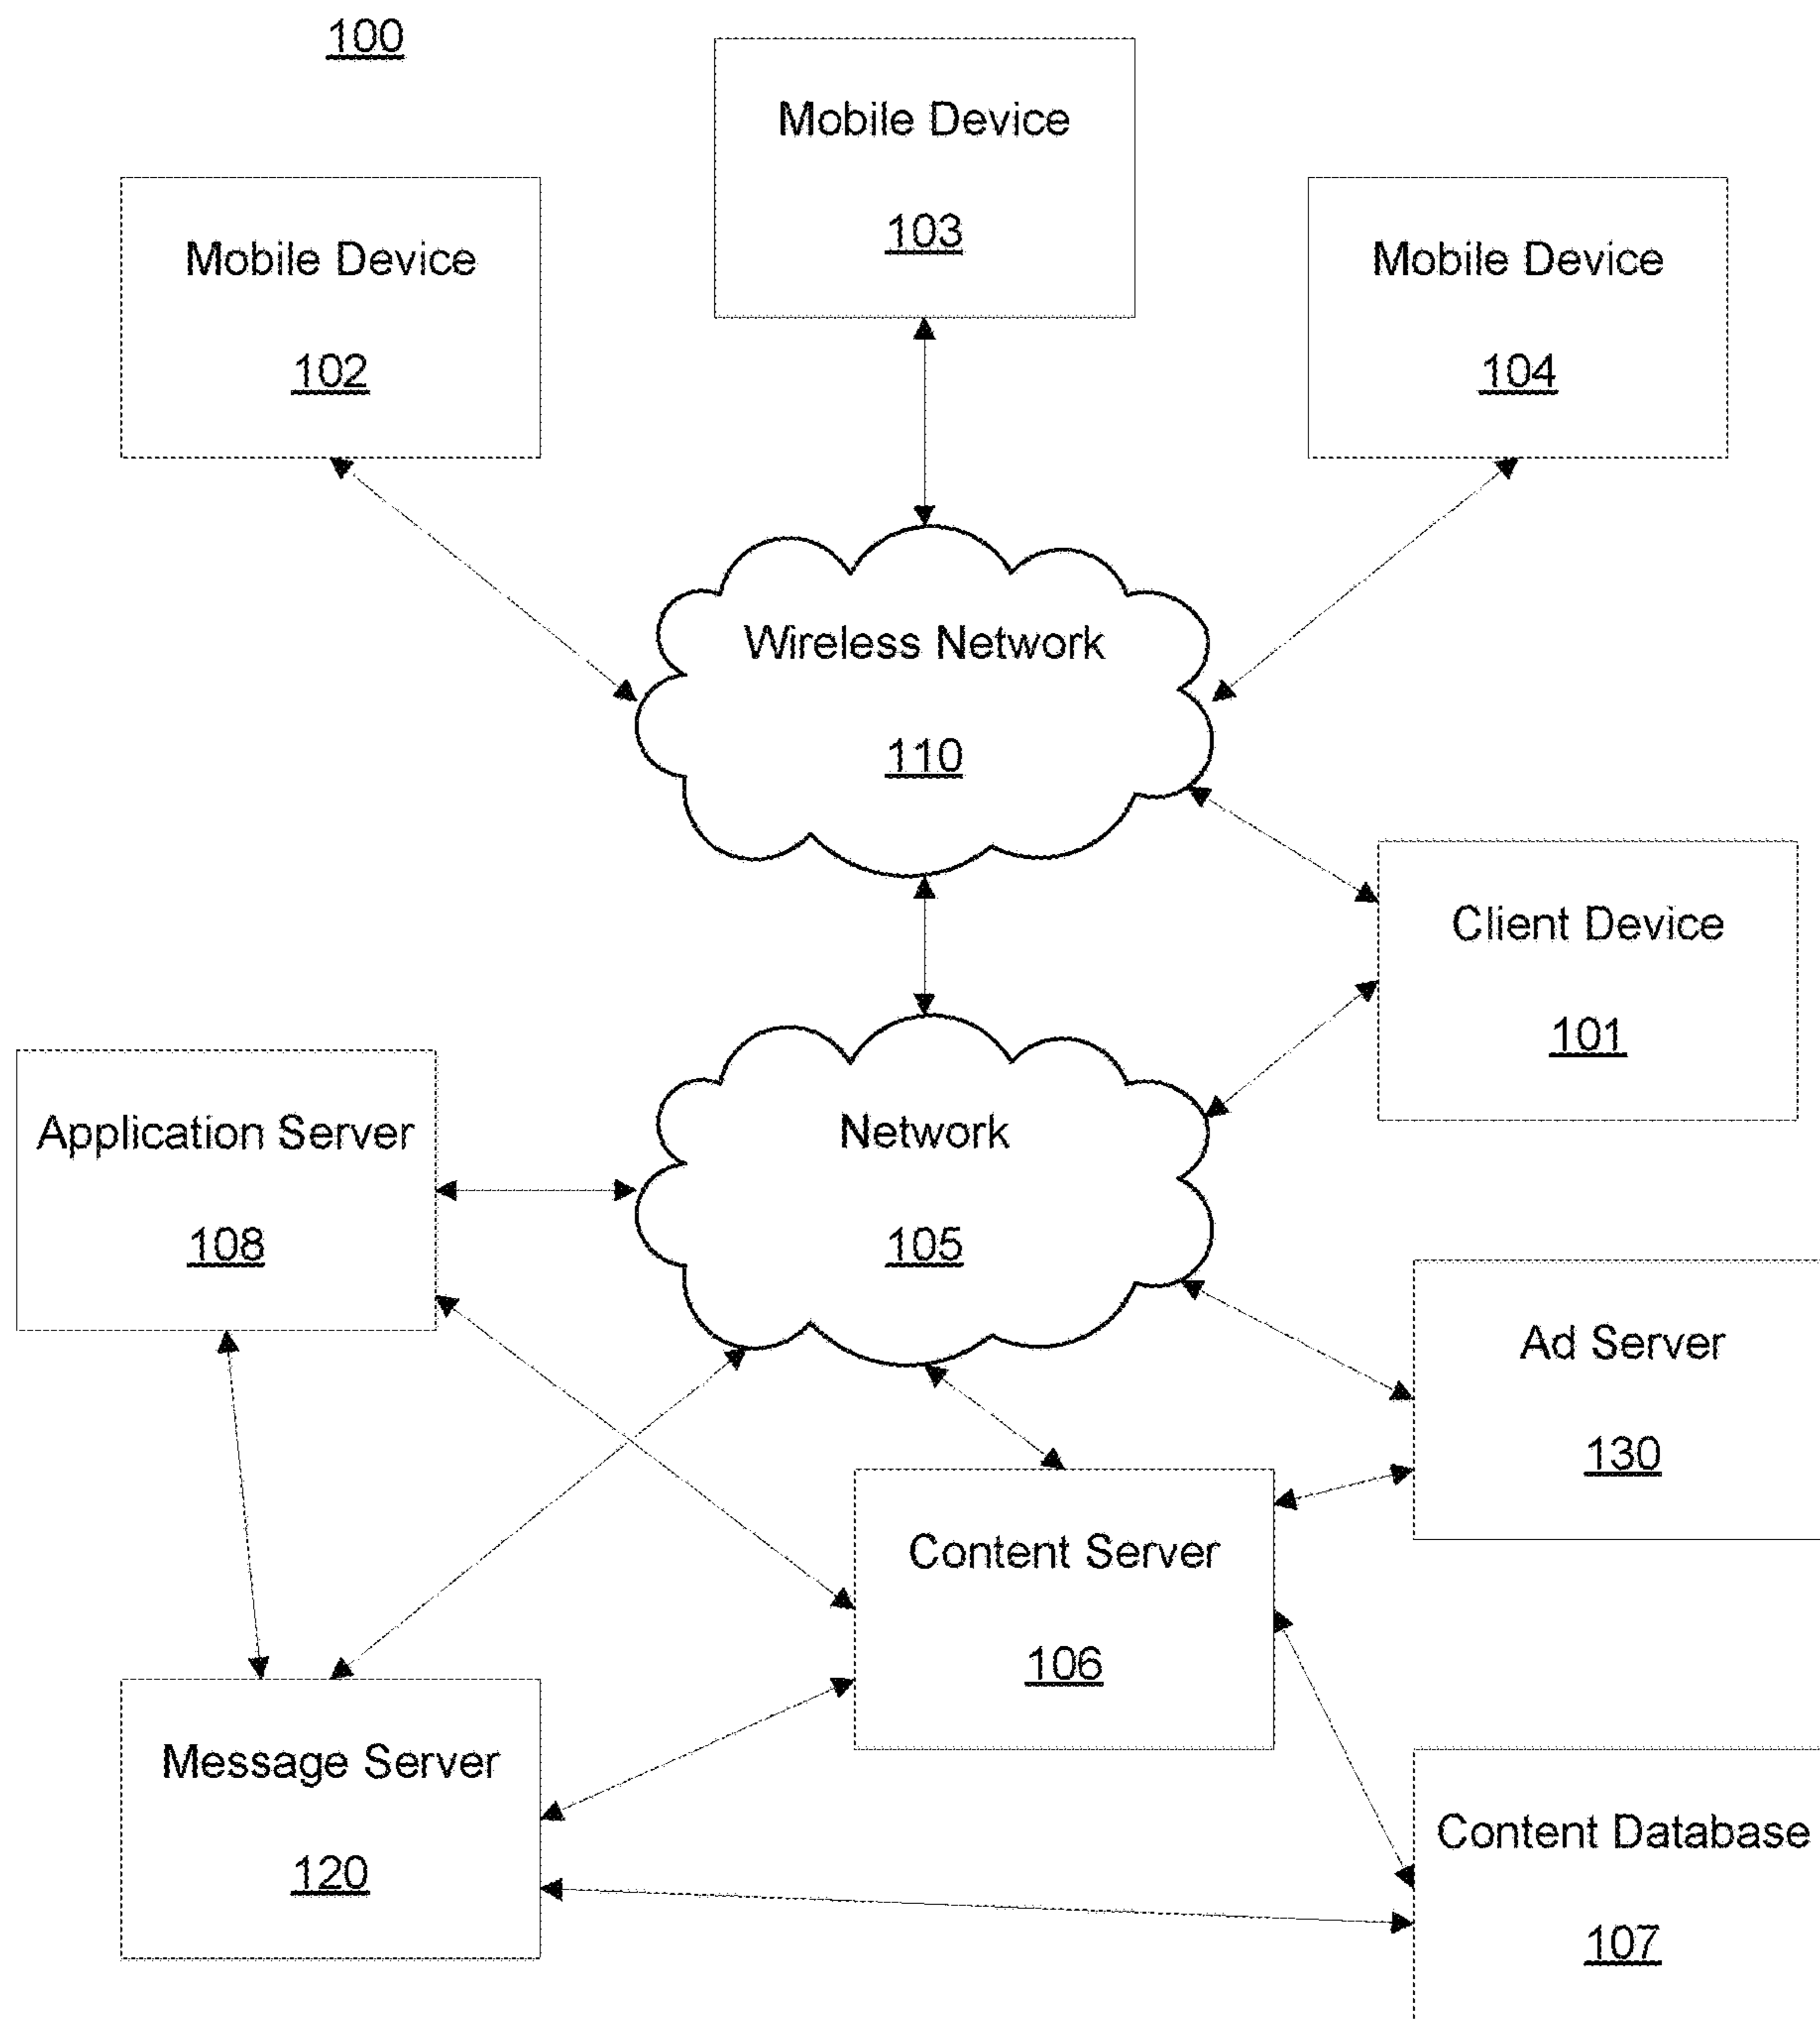 100
Mobile Device
103
Mobile Device
102
Mobile Device
104
Wireless Network
110
Client Device
101
Application Server
108
Network
105
Ad Server
130
Content Server
106
Message Server
120
Content Database
107